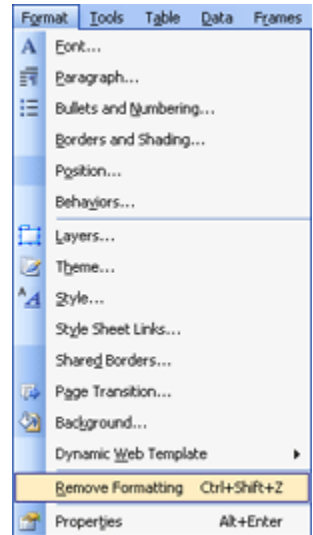 Format Tools Table Data Frames
Font...
Paragraph...
Bullets and Numbering...
Borders and Shading...
Position...
Behaviors...
Layers...
Theme...
Style...
Style Sheet Links...
Shared Borders...
Page Transition...
Background...
Dynamic Web Template
Remove Formatting Ctrl+Shift+Z
Properties Alt+Enter